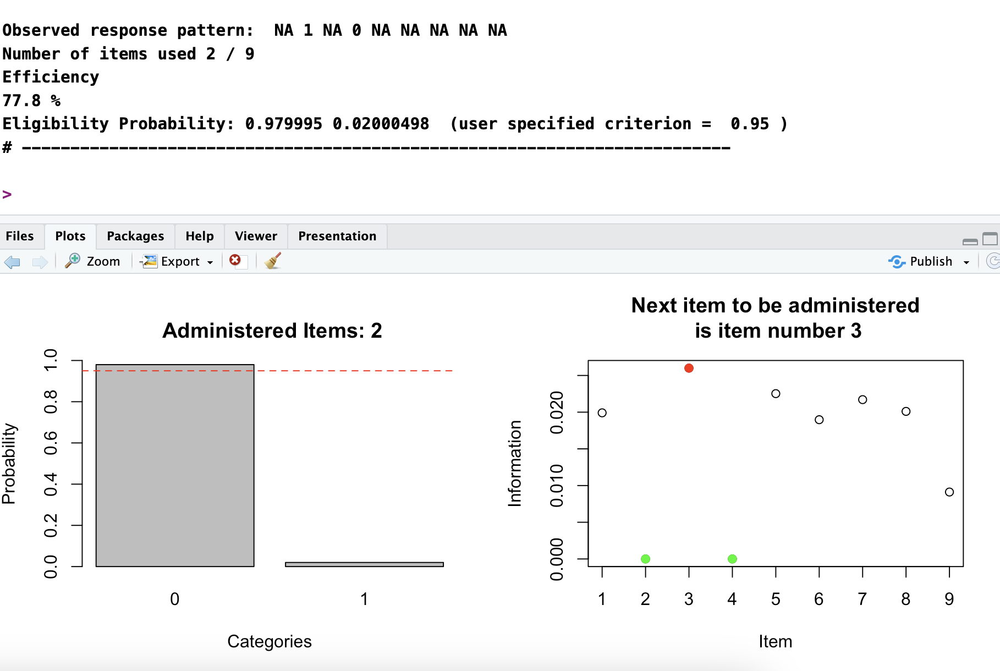 Observed response pattern:  NA 1 NA 0 NA NA NA NA NA
Number of items used 2 / 9
Efficiency
77.8 %
Eligibility Probability: 0.979995 0.02000498  (user specified criterion =  0.95 )
# -------------------------------------------------------------------------
>
Files Plots Packages Help Viewer Presentation
Zoom Export Publish
Administered Items: 2
Probability
0.0 0.2 0.4 0.6 0.8 1.0
0 1
Categories
Next item to be administered
is item number 3
Information
0.000 0.010 0.020
1 2 3 4 5 6 7 8 9
Item